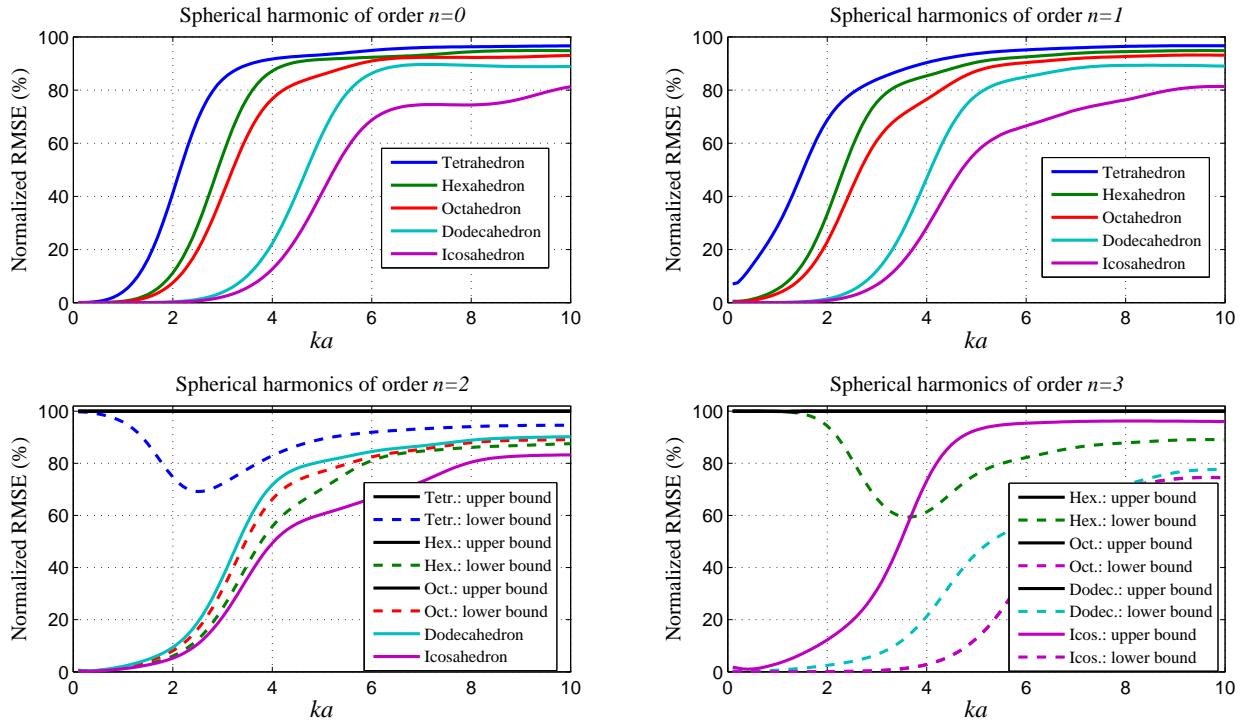 Spherical harmonic of order n=0
Normalized RMSE (%)
100
80
60
40
20
0
0 2 4 6 8 10
ka
Tetrahedron
Hexahedron
Octahedron
Dodecahedron
Icosahedron
Spherical harmonics of order n=1
Normalized RMSE (%)
100
80
60
40
20
0
0 2 4 6 8 10
ka
Tetrahedron
Hexahedron
Octahedron
Dodecahedron
Icosahedron
Spherical harmonics of order n=2
Normalized RMSE (%)
100
80
60
40
20
0
0 2 4 6 8 10
ka
Tetr.: upper bound
Tetr.: lower bound
Hex.: upper bound
Hex.: lower bound
Oct.: upper bound
Oct.: lower bound
Dodecahedron
Icosahedron
Spherical harmonics of order n=3
Normalized RMSE (%)
100
80
60
40
20
0
0 2 4 6 8 10
ka
Hex.: upper bound
Hex.: lower bound
Oct.: upper bound
Oct.: lower bound
Dodec.: upper bound
Dodec.: lower bound
Icos.: upper bound
Icos.: lower bound